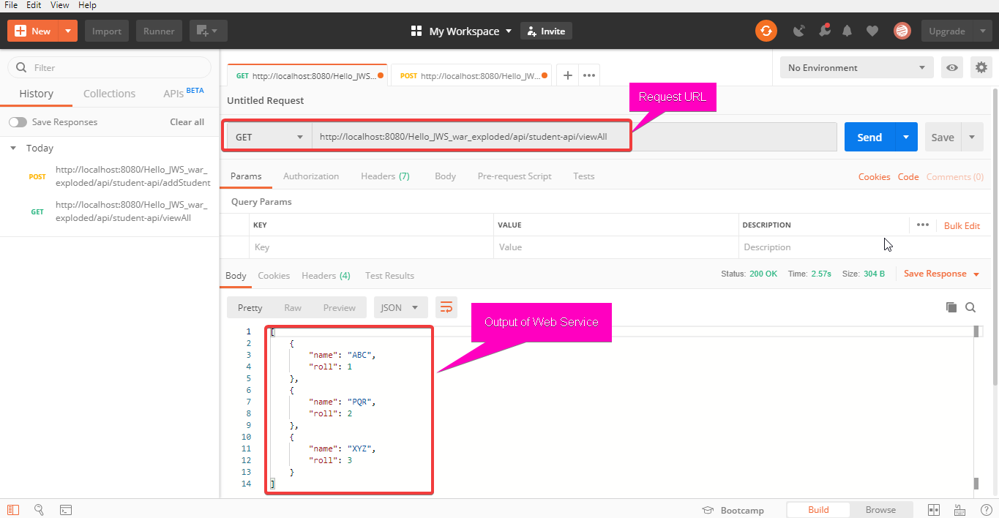 File Edit View Help
New Import Runner My Workspace Invite Upgrade
Filter
History Collections APIs BETA
Save Responses Clear all
Today
POST http://localhost:8080/Hello_JWS_war_
exploded/api/student-api/addStudent
GET http://localhost:8080/Hello_JWS_war_
exploded/api/student-api/viewAll
GET http://localhost:8080/Hello_JWS... POST http://localhost:8080/Hello_JW... No Environment
Untitled Request
Request URL
GET http://localhost:8080/Hello_JWS_war_exploded/api/student-api/viewAll Send Save
Params Authorization Headers (7) Body Pre-request Script Tests Cookies Code Comments (0)
Query Params
KEY VALUE DESCRIPTION ••• Bulk Edit
Key Value Description
Body Cookies Headers (4) Test Results Status: 200 OK Time: 2.57s Size: 304 B Save Response
Pretty Raw Preview JSON
Output of Web Service
1 [
2 {
3 "name": "ABC",
4 "roll": 1
5 },
6 {
7 "name": "PQR",
8 "roll": 2
9 },
10 {
11 "name": "XYZ",
12 "roll": 3
13 }
14 ]
Bootcamp Build Browse